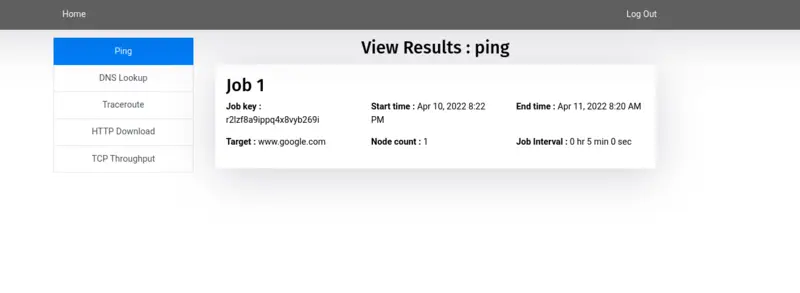 Home
Log Out
Ping
DNS Lookup
Traceroute
HTTP Download
TCP Throughput
View Results : ping
Job 1
Job key :
r2lzf8a9ippq4x8vyb269i
Start time : Apr 10, 2022 8:22
PM
End time : Apr 11, 2022 8:20 AM
Target : www.google.com
Node count : 1
Job Interval : 0 hr 5 min 0 sec